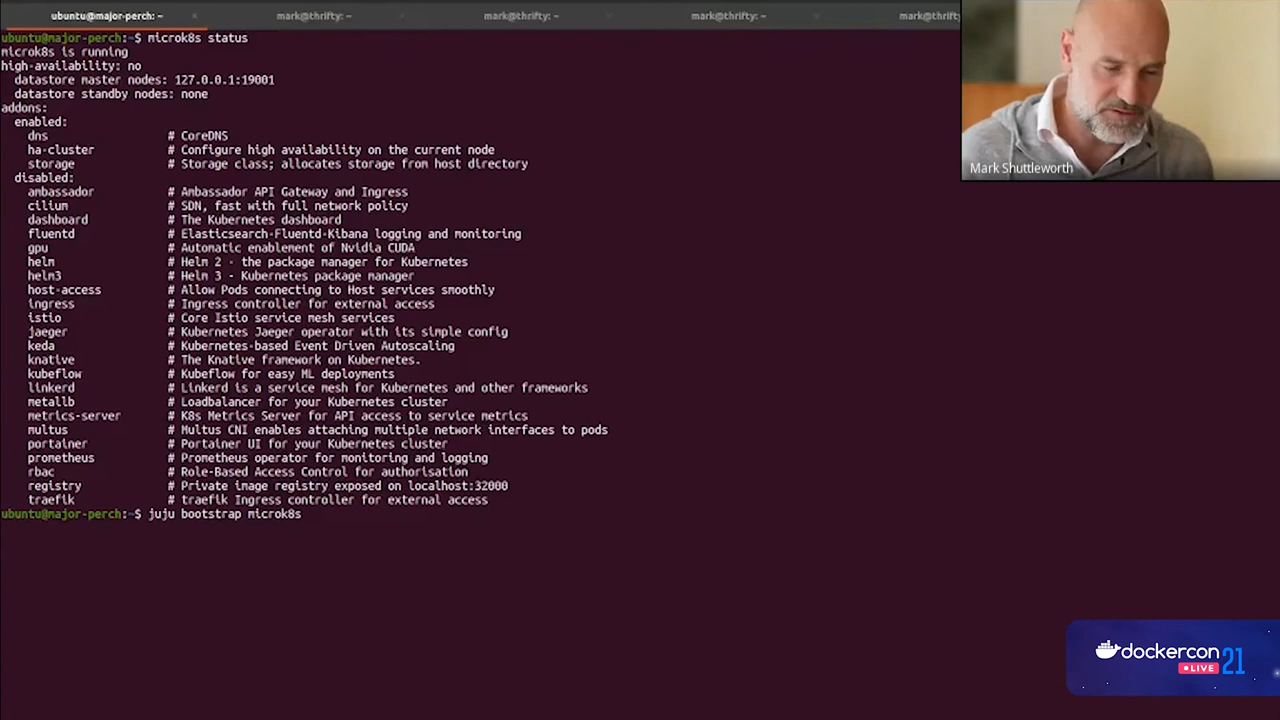 ubuntu@major-perch: ~
mark@thrifty: ~
mark@thrifty: ~
mark@thrifty: ~
mark@thrifty:
ubuntu@major-perch:~$ microk8s status
microk8s is running
high-availability: no
  datastore master nodes: 127.0.0.1:19001
  datastore standby nodes: none
addons:
  enabled:
    dns                  # CoreDNS
    ha-cluster           # Configure high availability on the current node
    storage              # Storage class; allocates storage from host directory
  disabled:
    ambassador           # Ambassador API Gateway and Ingress
    cilium               # SDN, fast with full network policy
    dashboard            # The Kubernetes dashboard
    fluentd              # Elasticsearch-Fluentd-Kibana logging and monitoring
    gpu                  # Automatic enablement of Nvidia CUDA
    helm                 # Helm 2 - the package manager for Kubernetes
    helm3                # Helm 3 - Kubernetes package manager
    host-access          # Allow Pods connecting to Host services smoothly
    ingress              # Ingress controller for external access
    istio                # Core Istio service mesh services
    jaeger               # Kubernetes Jaeger operator with its simple config
    keda                 # Kubernetes-based Event Driven Autoscaling
    knative              # The Knative framework on Kubernetes.
    kubeflow             # Kubeflow for easy ML deployments
    linkerd              # Linkerd is a service mesh for Kubernetes and other frameworks
    metallb              # Loadbalancer for your Kubernetes cluster
    metrics-server       # K8s Metrics Server for API access to service metrics
    multus               # Multus CNI enables attaching multiple network interfaces to pods
    portainer            # Portainer UI for your Kubernetes cluster
    prometheus           # Prometheus operator for monitoring and logging
    rbac                 # Role-Based Access Control for authorisation
    registry             # Private image registry exposed on localhost:32000
    traefik              # traefik Ingress controller for external access
ubuntu@major-perch:~$ juju bootstrap microk8s
Mark Shuttleworth
dockercon
LIVE 21